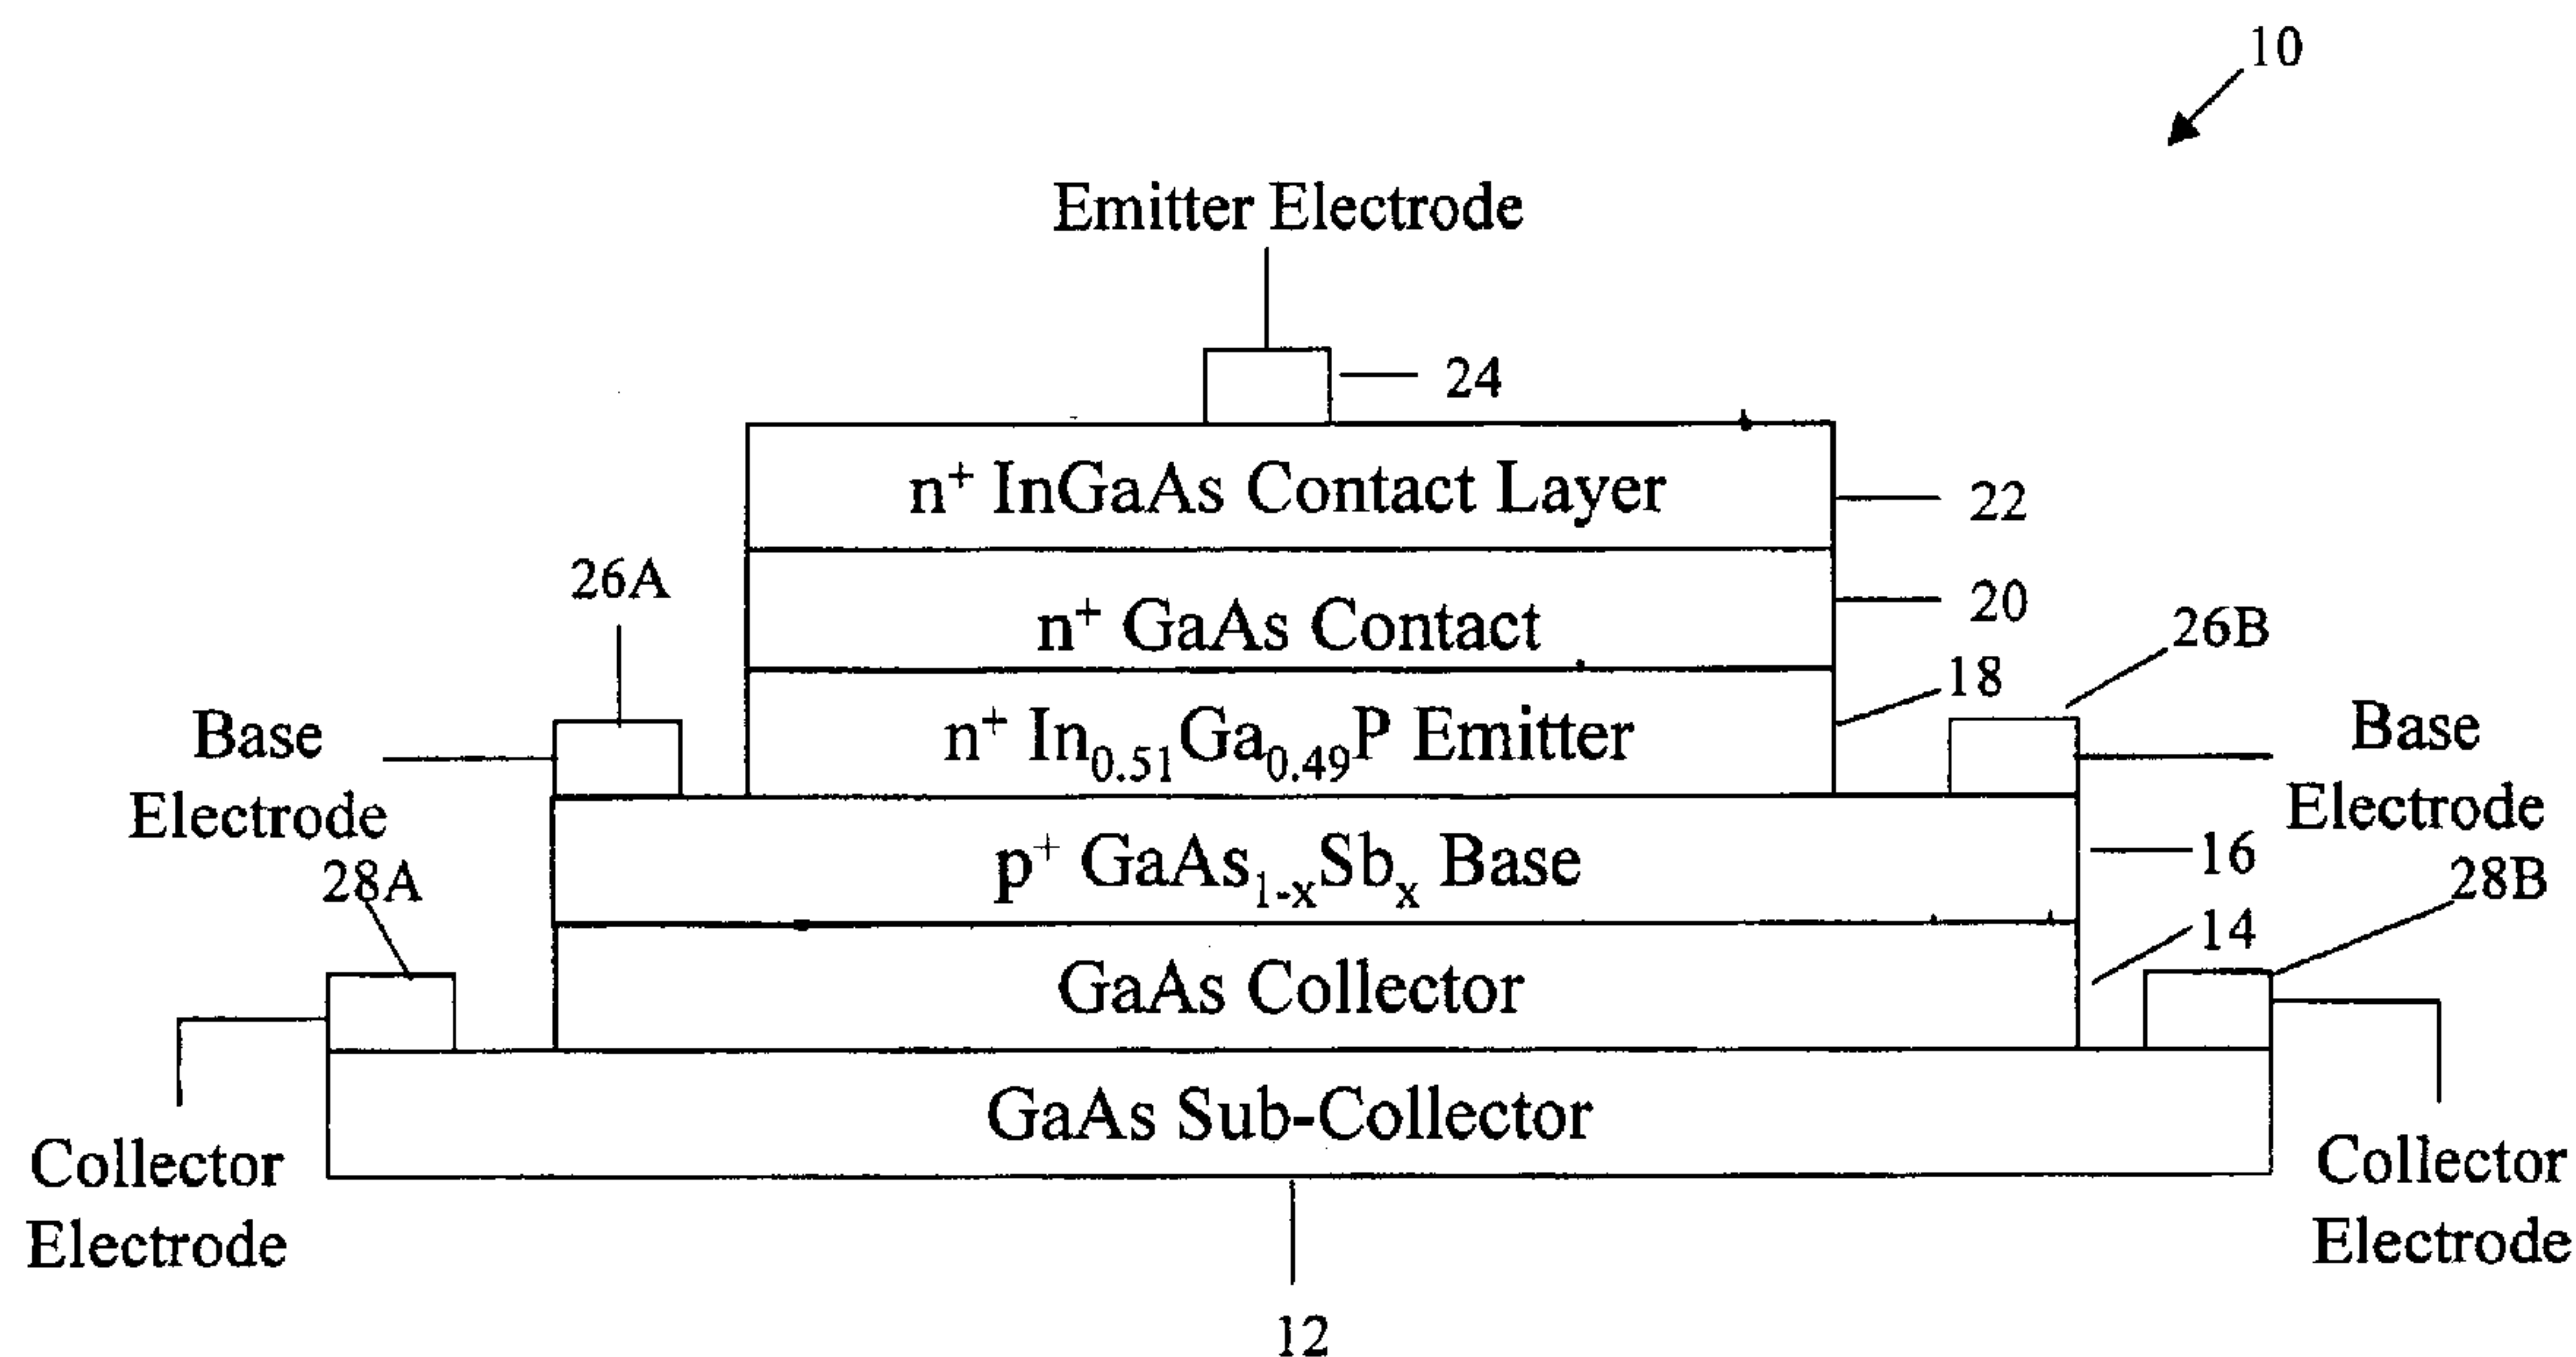 10
Emitter Electrode
24
n⁺ InGaAs Contact Layer
22
26A
n⁺ GaAs Contact
20
26B
18
Base
Electrode
n⁺ In₀.₅₁Ga₀.₄₉P Emitter
Base
Electrode
p⁺ GaAs₁₋ₓSbₓ Base
16
28A
28B
14
GaAs Collector
GaAs Sub-Collector
Collector
Electrode
Collector
Electrode
12